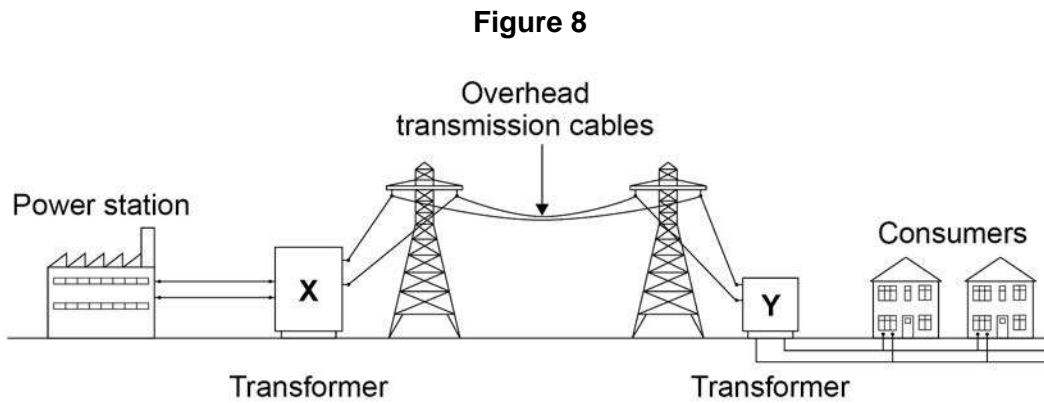 Figure 8
Overhead
transmission cables
Power station
Consumers
X
Y
Transformer
Transformer